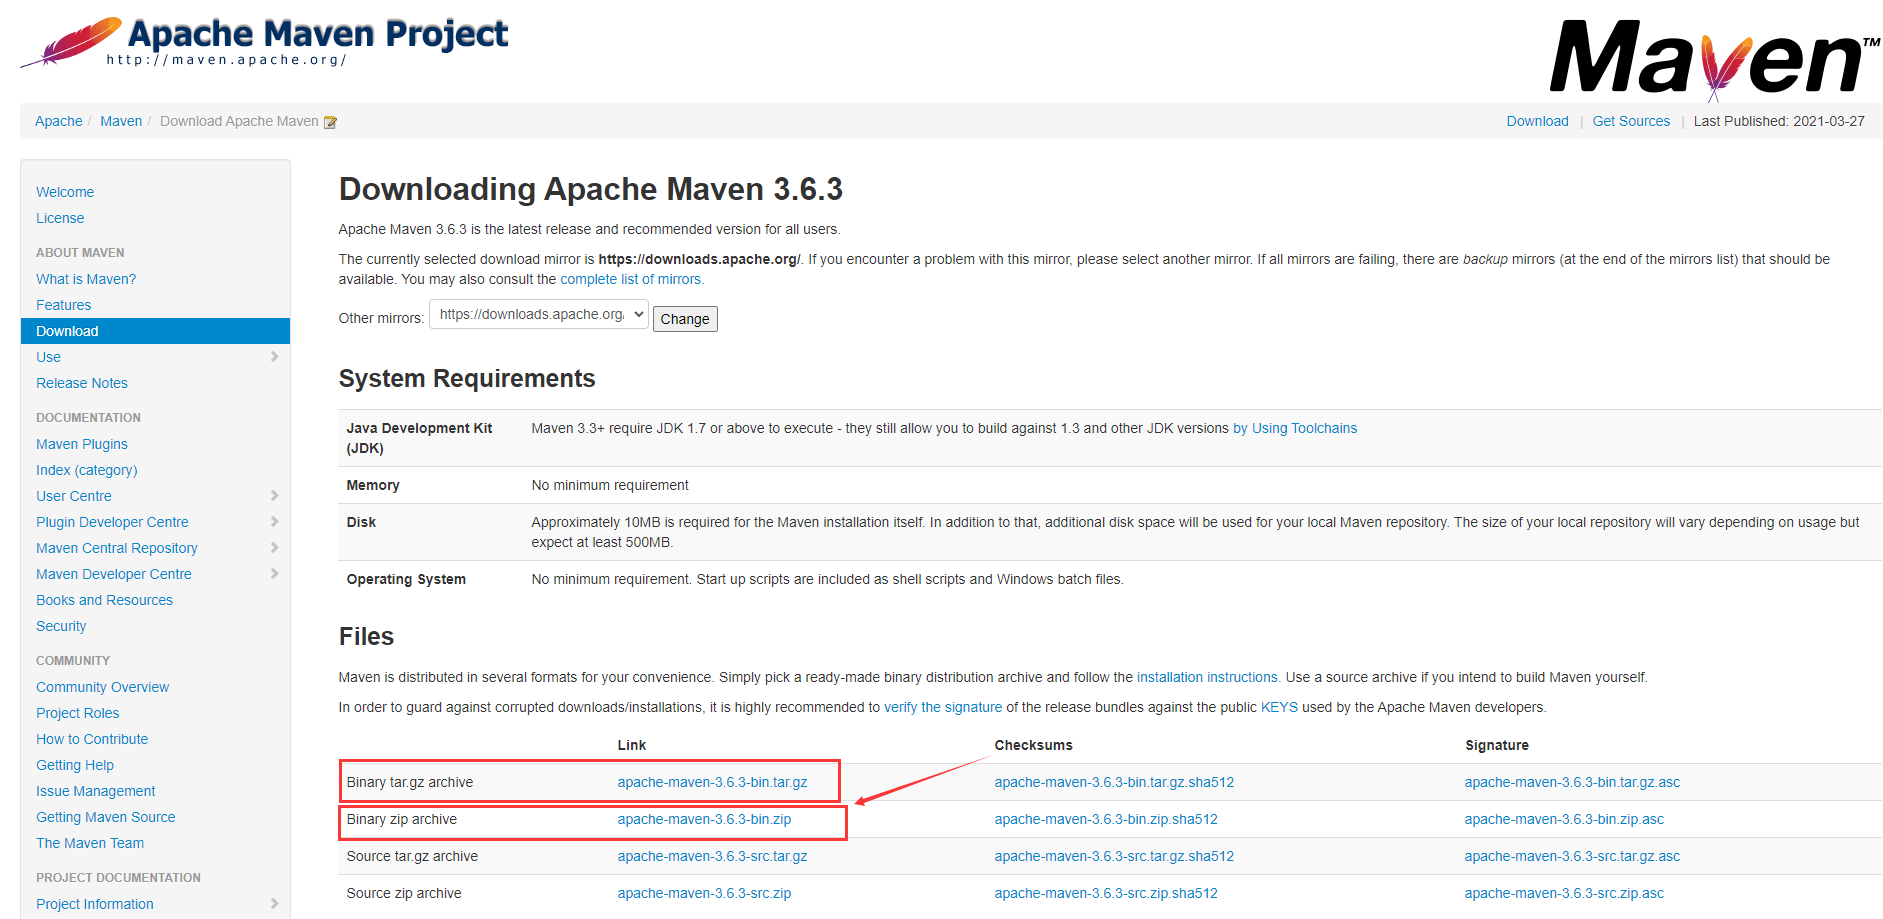 Apache Maven Project
http://maven.apache.org/
Maven™
Apache / Maven / Download Apache Maven
Download | Get Sources | Last Published: 2021-03-27
Welcome
License
ABOUT MAVEN
What is Maven?
Features
Download
Use
Release Notes
DOCUMENTATION
Maven Plugins
Index (category)
User Centre
Plugin Developer Centre
Maven Central Repository
Maven Developer Centre
Books and Resources
Security
COMMUNITY
Community Overview
Project Roles
How to Contribute
Getting Help
Issue Management
Getting Maven Source
The Maven Team
PROJECT DOCUMENTATION
Project Information
Downloading Apache Maven 3.6.3
Apache Maven 3.6.3 is the latest release and recommended version for all users.
The currently selected download mirror is https://downloads.apache.org/. If you encounter a problem with this mirror, please select another mirror. If all mirrors are failing, there are backup mirrors (at the end of the mirrors list) that should be
available. You may also consult the complete list of mirrors.
Other mirrors: https://downloads.apache.org/ Change
System Requirements
Java Development Kit Maven 3.3+ require JDK 1.7 or above to execute - they still allow you to build against 1.3 and other JDK versions by Using Toolchains
(JDK)
Memory No minimum requirement
Disk Approximately 10MB is required for the Maven installation itself. In addition to that, additional disk space will be used for your local Maven repository. The size of your local repository will vary depending on usage but
expect at least 500MB.
Operating System No minimum requirement. Start up scripts are included as shell scripts and Windows batch files.
Files
Maven is distributed in several formats for your convenience. Simply pick a ready-made binary distribution archive and follow the installation instructions. Use a source archive if you intend to build Maven yourself.
In order to guard against corrupted downloads/installations, it is highly recommended to verify the signature of the release bundles against the public KEYS used by the Apache Maven developers.
Link Checksums Signature
Binary tar.gz archive apache-maven-3.6.3-bin.tar.gz apache-maven-3.6.3-bin.tar.gz.sha512 apache-maven-3.6.3-bin.tar.gz.asc
Binary zip archive apache-maven-3.6.3-bin.zip apache-maven-3.6.3-bin.zip.sha512 apache-maven-3.6.3-bin.zip.asc
Source tar.gz archive apache-maven-3.6.3-src.tar.gz apache-maven-3.6.3-src.tar.gz.sha512 apache-maven-3.6.3-src.tar.gz.asc
Source zip archive apache-maven-3.6.3-src.zip apache-maven-3.6.3-src.zip.sha512 apache-maven-3.6.3-src.zip.asc